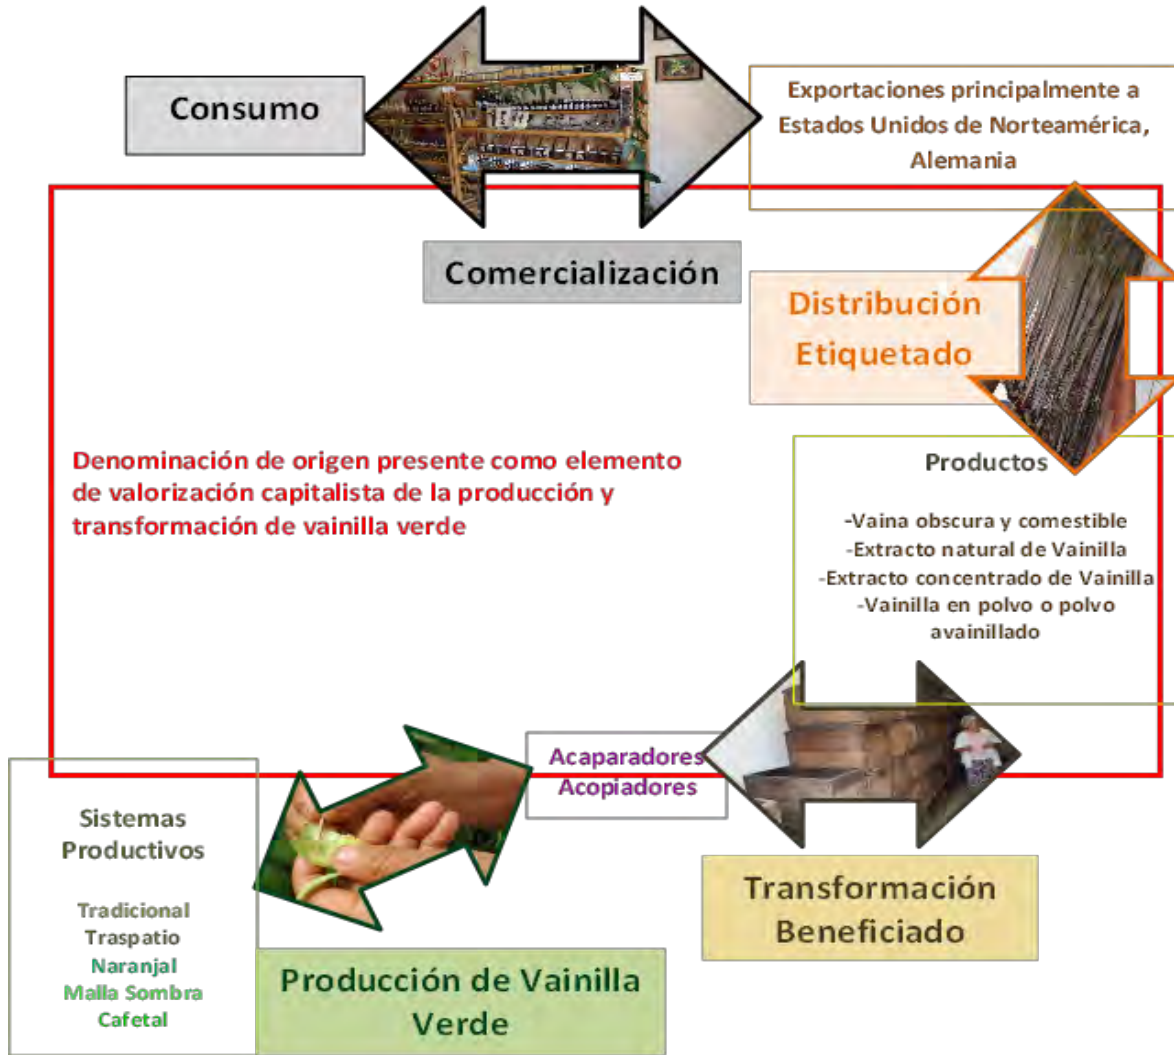 Consumo
Exportaciones principalmente a
Estados Unidos de Norteamérica,
Alemania
Comercialización
Distribución
Etiquetado
Denominación de origen presente como elemento
de valorización capitalista de la producción y
transformación de vainilla verde
Productos
-Vaina obscura y comestible
-Extracto natural de Vainilla
-Extracto concentrado de Vainilla
-Vainilla en polvo o polvo
avainillado
Acaparadores
Acopiadores
Sistemas
Productivos
Tradicional
Traspatio
Naranjal
Malla Sombra
Cafetal
Transformación
Beneficiado
Producción de Vainilla
Verde